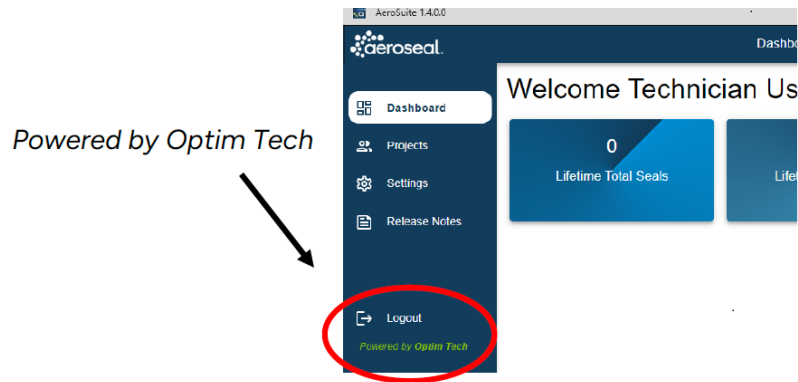 AeroSuite 1.4.0.0
aeroseal.
Dashbo
Welcome Technician Us
Dashboard
Projects
Settings
Release Notes
0
Lifetime Total Seals
Life
Powered by Optim Tech
Logout
Powered by Optim Tech